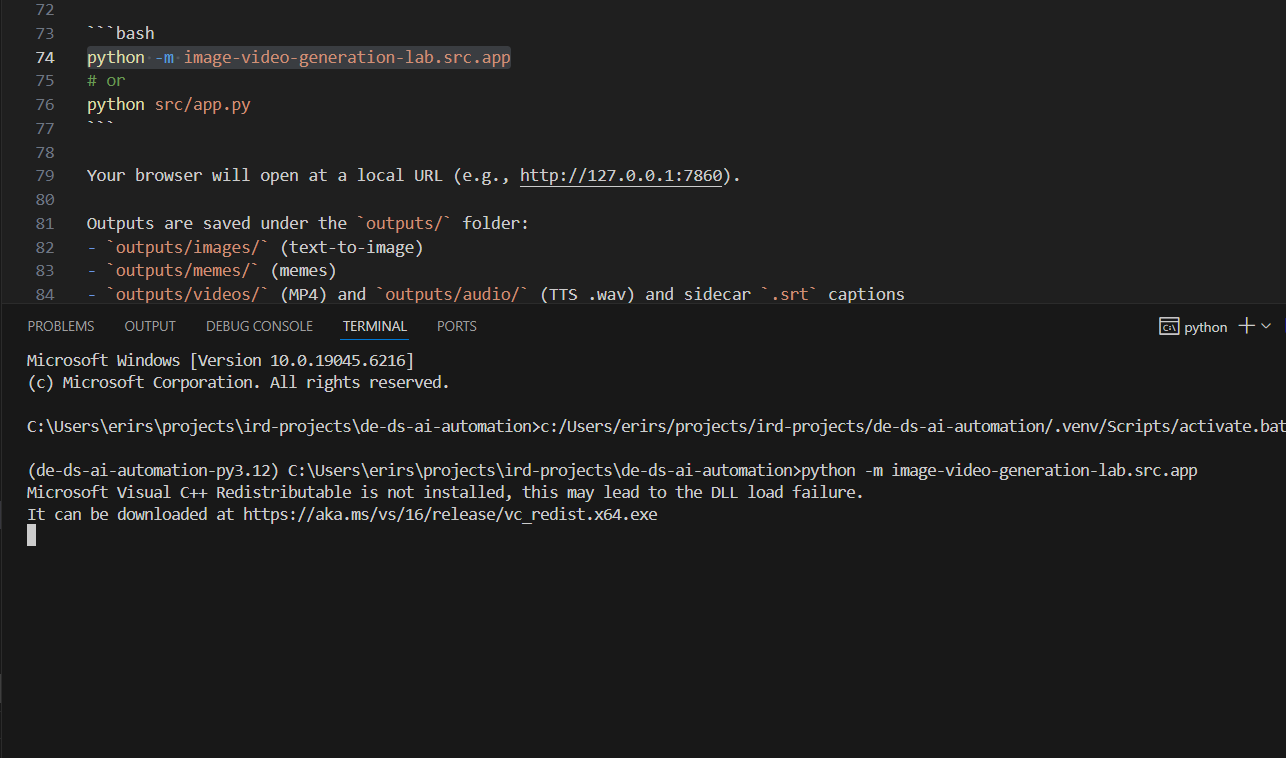 72
73 ```bash
74 python -m image-video-generation-lab.src.app
75 # or
76 python src/app.py
77 ```
78
79 Your browser will open at a local URL (e.g., http://127.0.0.1:7860).
80
81 Outputs are saved under the `outputs/` folder:
82 - `outputs/images/` (text-to-image)
83 - `outputs/memes/` (memes)
84 - `outputs/videos/` (MP4) and `outputs/audio/` (TTS .wav) and sidecar `.srt` captions
PROBLEMS OUTPUT DEBUG CONSOLE TERMINAL PORTS python
Microsoft Windows [Version 10.0.19045.6216]
(c) Microsoft Corporation. All rights reserved.
C:\Users\erirs\projects\ird-projects\de-ds-ai-automation>c:/Users/erirs/projects/ird-projects/de-ds-ai-automation/.venv/Scripts/activate.bat
(de-ds-ai-automation-py3.12) C:\Users\erirs\projects\ird-projects\de-ds-ai-automation>python -m image-video-generation-lab.src.app
Microsoft Visual C++ Redistributable is not installed, this may lead to the DLL load failure.
It can be downloaded at https://aka.ms/vs/16/release/vc_redist.x64.exe